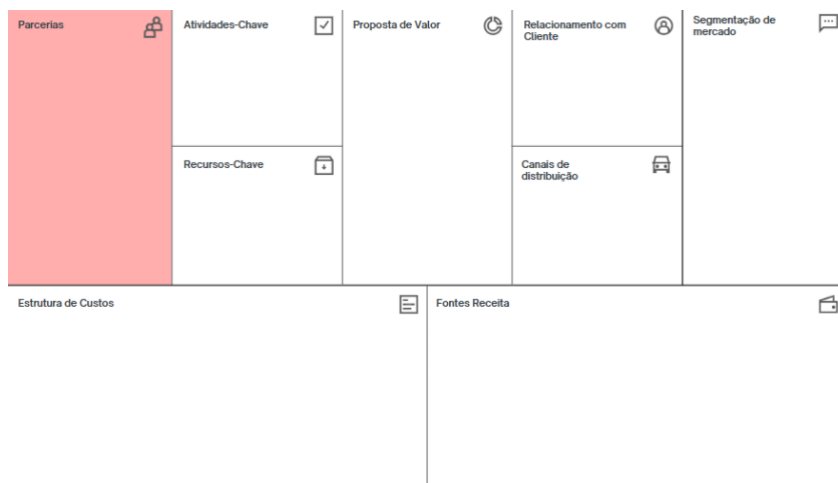 Parcerias
Atividades-Chave
Proposta de Valor
Relacionamento com
Cliente
Segmentação de
mercado
Recursos-Chave
Canais de
distribuição
Estrutura de Custos
Fontes Receita